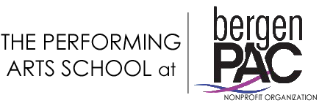 THE PERFORMING
ARTS SCHOOL at
bergen
PAC
NONPROFIT ORGANIZATION